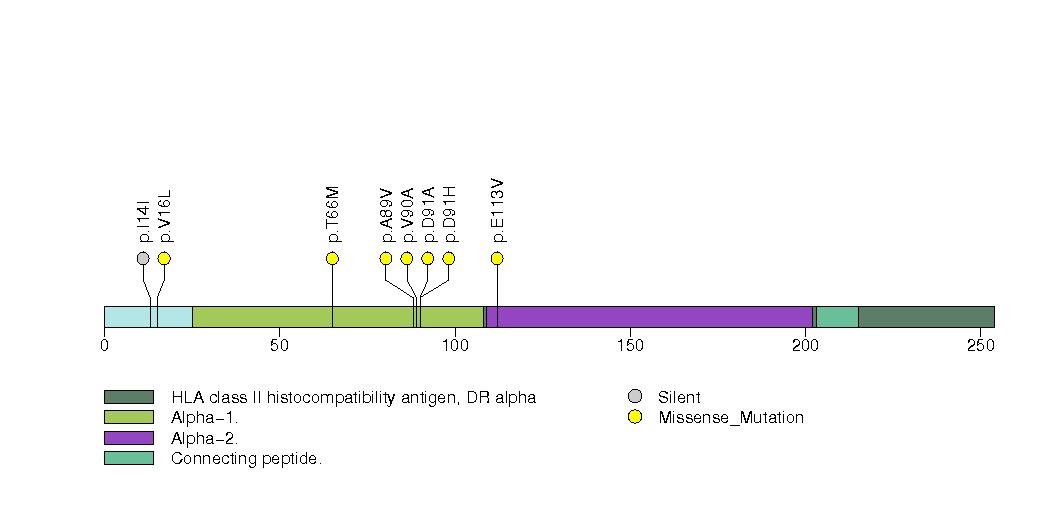 p.I14I
p.V16L
p.T66M
p.A89V
p.V90A
p.D91A
p.D91H
p.E113V
0 50 100 150 200 250
HLA class II histocompatibility antigen, DR alpha
Alpha−1.
Alpha−2.
Connecting peptide.
Silent
Missense_Mutation